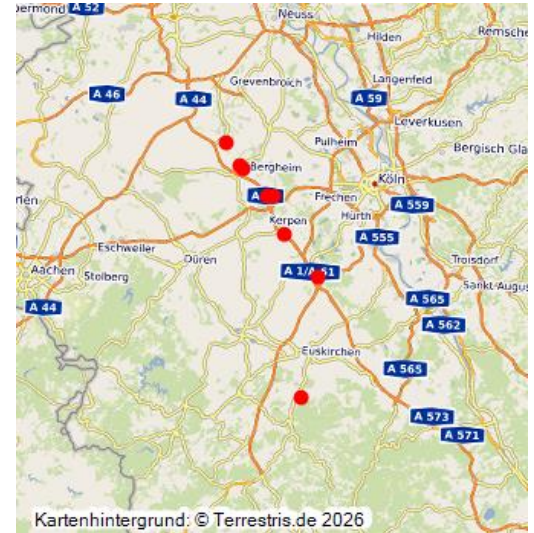 A 52
Neuss
Hilden
Remsche
Grevenbroich
Langenfeld
A 46
A 44
A 59
Leverkusen
Pulheim
Bergisch Gla
Bergheim
Köln
Frechen
A 559
Kerpen
Hürth
A 555
Eschweiler
Düren
Troisdorf
Aachen
Stolberg
A 1/A 61
Sankt-Augus
A 44
A 565
A 562
Euskirchen
A 565
A 573
A 571
Kartenhintergrund: © Terrestris.de 2026